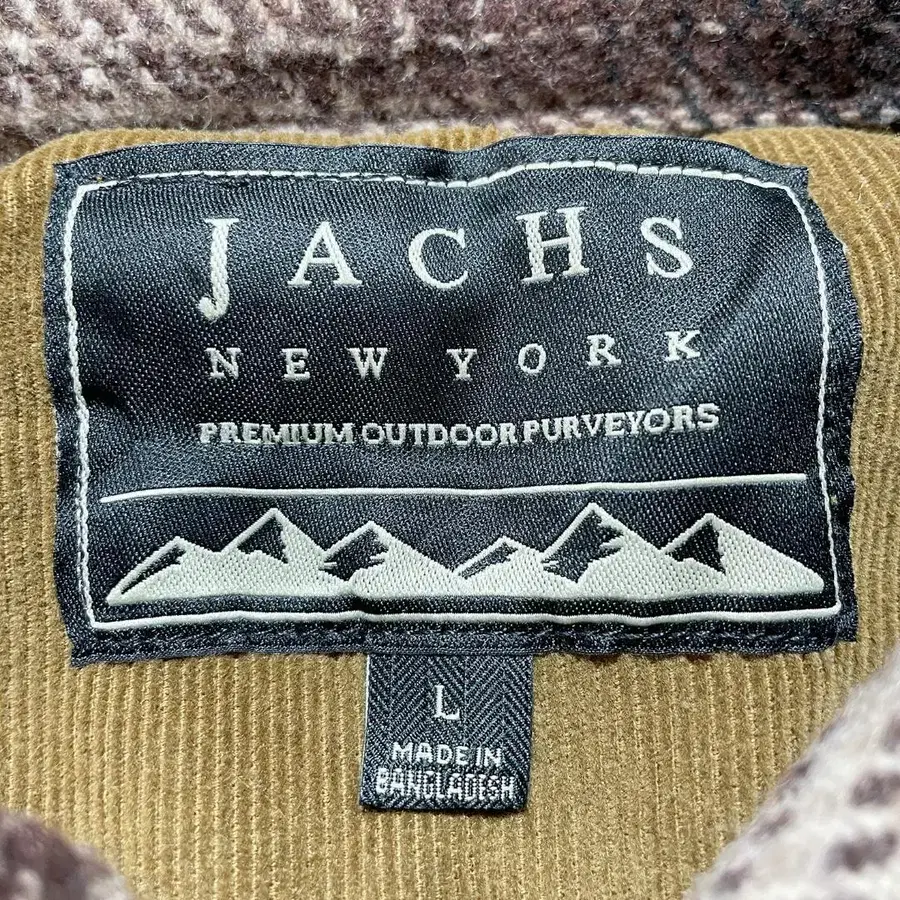 JACHS
NEW YORK
PREMIUM OUTDOOR PURVEYORS
L
MADE IN
BANGLADESH